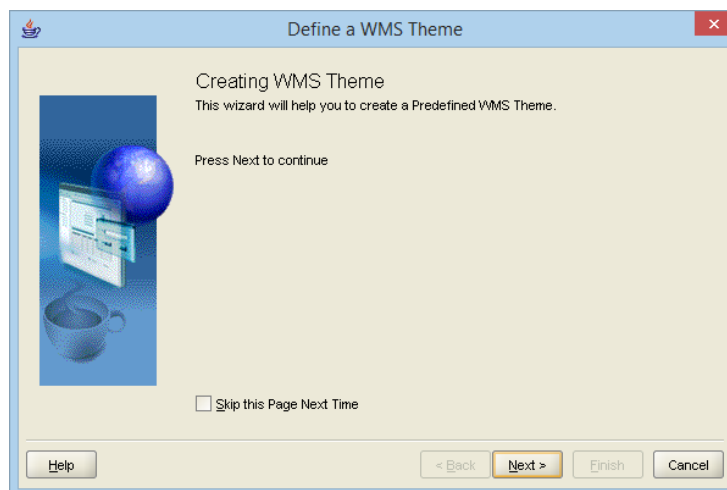 Define a WMS Theme
Creating WMS Theme
This wizard will help you to create a Predefined WMS Theme.
Press Next to continue
Skip this Page Next Time
Help
< Back
Next >
Finish
Cancel